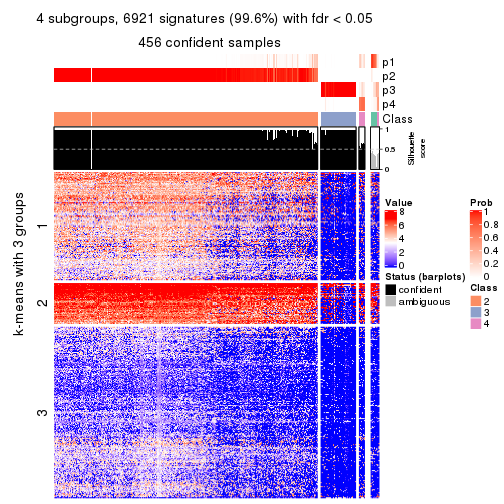 4 subgroups, 6921 signatures (99.6%) with fdr < 0.05
456 confident samples
p1
p2
p3
p4
Class
1
0.5
0
Silhouette
score
k-means with 3 groups
1
2
3
Value
8
6
4
2
0
Status (barplots)
confident
ambiguous
Prob
1
0.8
0.6
0.4
0.2
0
Class
2
3
4